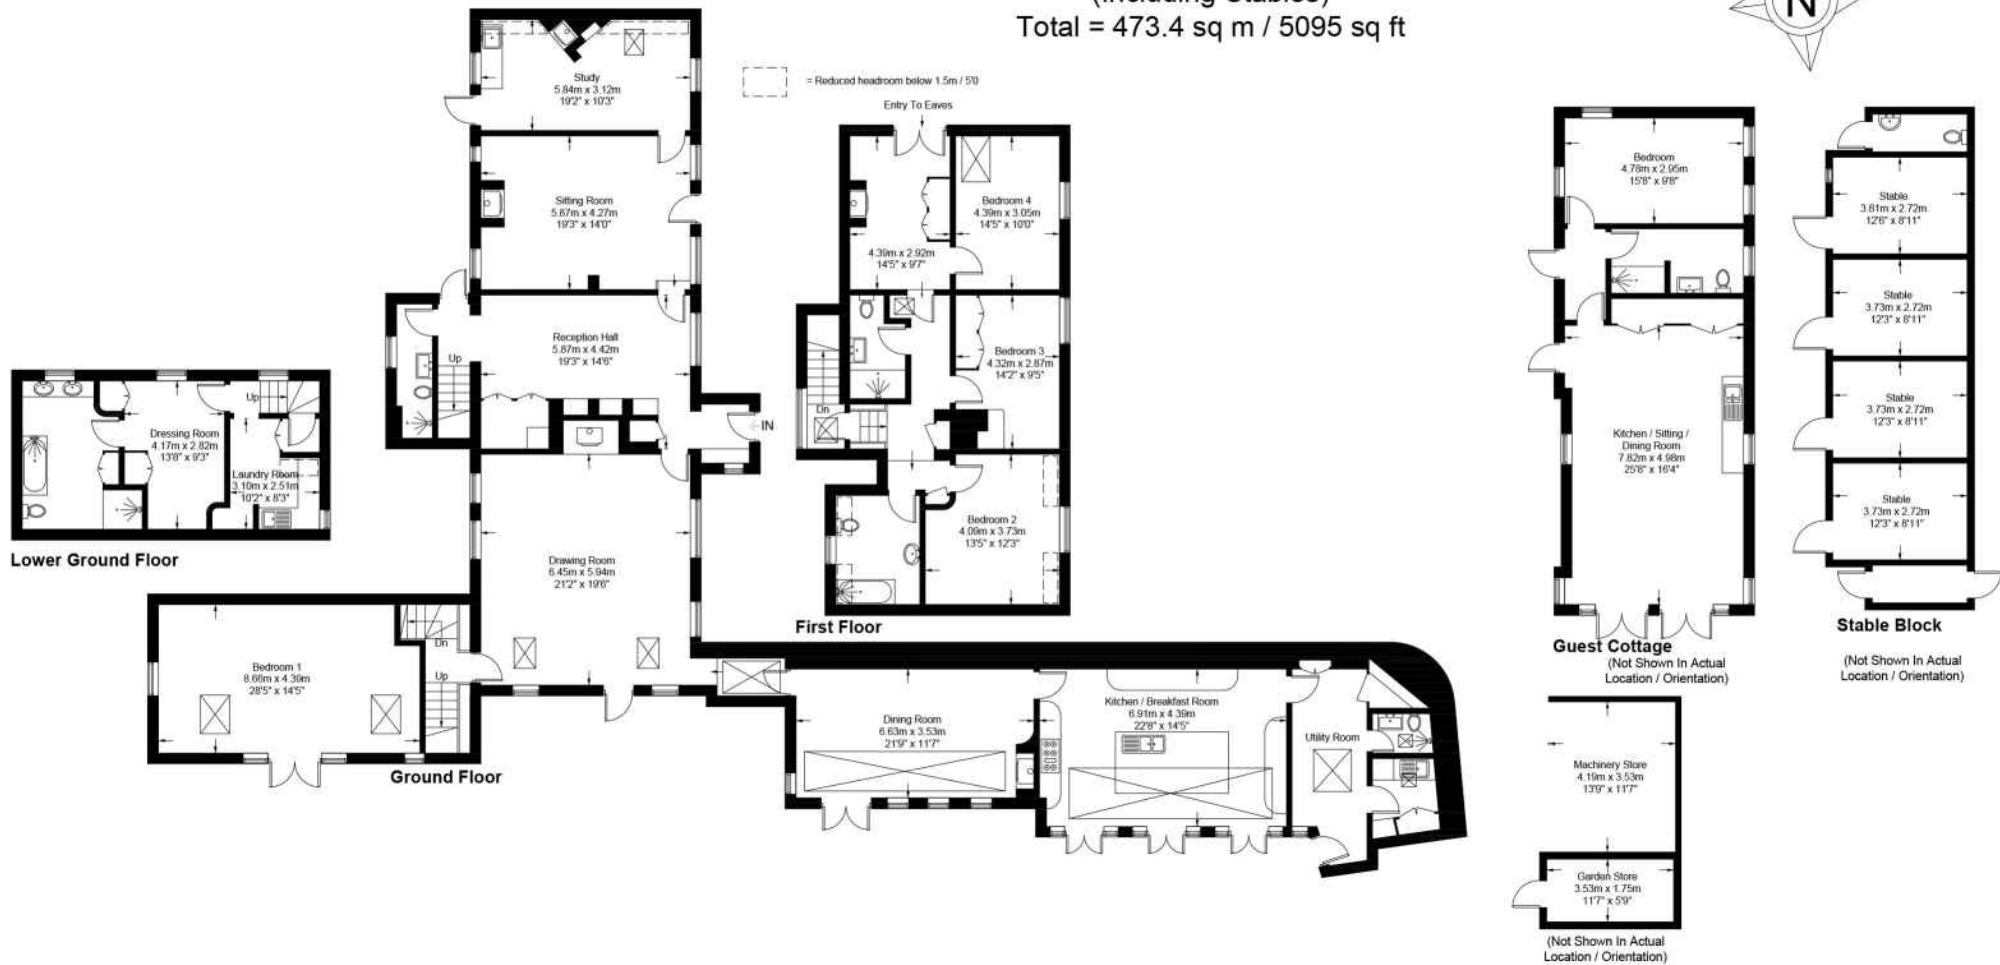 (Including Stables)
Total = 473.4 sq m / 5095 sq ft
N
= Reduced headroom below 1.5m / 5'0
Study
5.84m x 3.12m
19'2" x 10'3"
Sitting Room
5.87m x 4.27m
19'3" x 14'0"
Reception Hall
5.87m x 4.42m
19'3" x 14'6"
Up
IN
Drawing Room
6.45m x 5.94m
21'2" x 19'6"
Dressing Room
4.17m x 2.82m
13'8" x 9'3"
Up
Laundry Room
3.10m x 2.51m
10'2" x 8'3"
Lower Ground Floor
Bedroom 1
8.66m x 4.39m
28'5" x 14'5"
Dn
Up
Ground Floor
Dining Room
6.63m x 3.53m
21'9" x 11'7"
Kitchen / Breakfast Room
6.91m x 4.39m
22'8" x 14'5"
Utility Room
Entry To Eaves
4.39m x 2.92m
14'5" x 9'7"
Bedroom 4
4.39m x 3.05m
14'5" x 10'0"
Bedroom 3
4.32m x 2.87m
14'2" x 9'5"
Dn
Bedroom 2
4.09m x 3.73m
13'5" x 12'3"
First Floor
Bedroom
4.78m x 2.95m
15'8" x 9'8"
Kitchen / Sitting /
Dining Room
7.82m x 4.98m
25'8" x 16'4"
Guest Cottage
(Not Shown In Actual
Location / Orientation)
Stable
3.81m x 2.72m
12'6" x 8'11"
Stable
3.73m x 2.72m
12'3" x 8'11"
Stable
3.73m x 2.72m
12'3" x 8'11"
Stable
3.73m x 2.72m
12'3" x 8'11"
Stable Block
(Not Shown In Actual
Location / Orientation)
Machinery Store
4.19m x 3.53m
13'9" x 11'7"
Garden Store
3.53m x 1.75m
11'7" x 5'9"
(Not Shown In Actual
Location / Orientation)